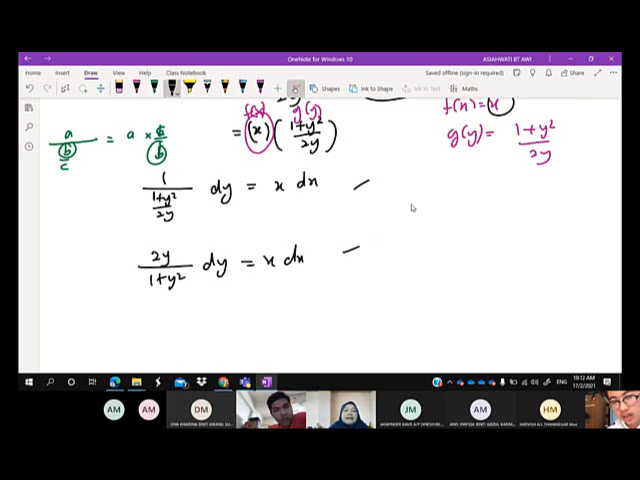 OneNote for Windows 10
ASIAHWATI BT AWI
Home Insert Draw View Help
Saved offline (sign-in required)
Share
Shapes Ink to Shape Ink to Text Maths
f(x) g(y)
= (x) (1+y²/2y)
f(x) = x
g(y) = 1+y²/2y
a/(b/c) = a × c/b
1/((1+y²)/2y) dy = x dx
2y/(1+y²) dy = x dx
ENG
10:12 AM
17/2/2021
AM AM DM JM AM HM